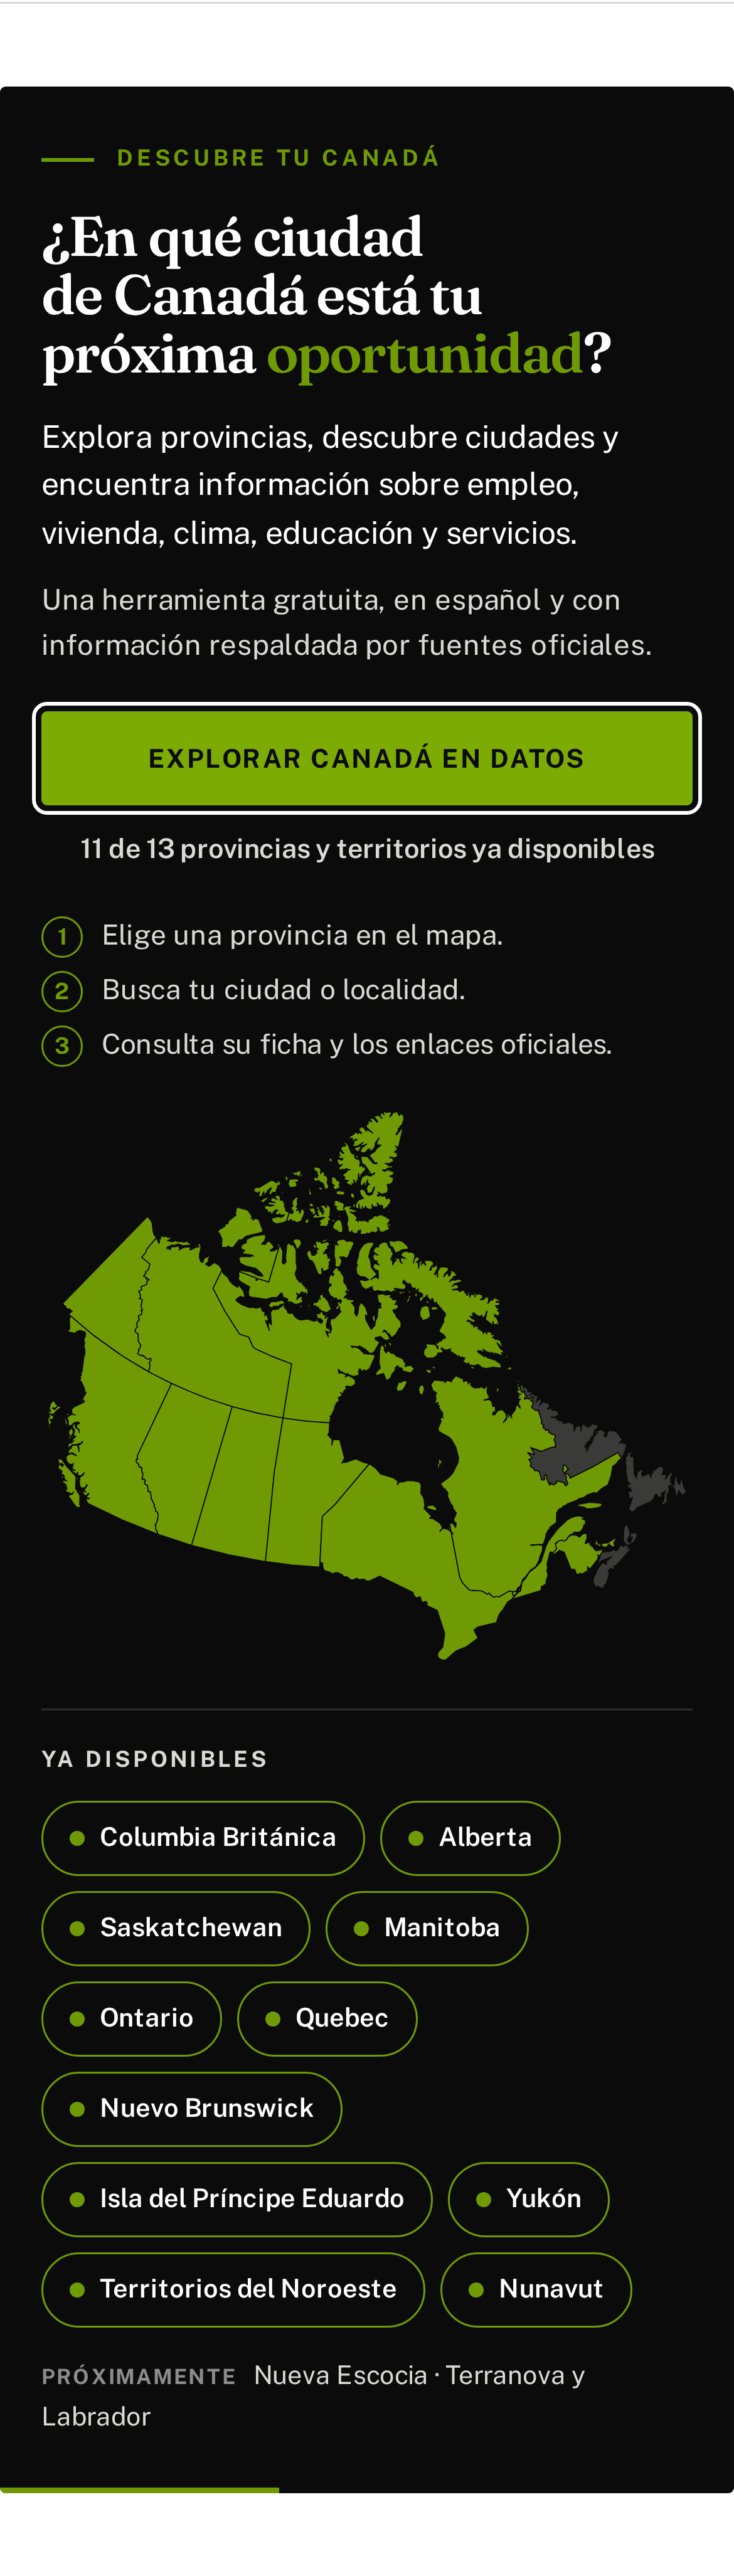 DESCUBRE TU CANADÁ
¿En qué ciudad
de Canadá está tu
próxima oportunidad?
Explora provincias, descubre ciudades y
encuentra información sobre empleo,
vivienda, clima, educación y servicios.
Una herramienta gratuita, en español y con
información respaldada por fuentes oficiales.
EXPLORAR CANADÁ EN DATOS
11 de 13 provincias y territorios ya disponibles
1 Elige una provincia en el mapa.
2 Busca tu ciudad o localidad.
3 Consulta su ficha y los enlaces oficiales.
YA DISPONIBLES
Columbia Británica Alberta
Saskatchewan Manitoba
Ontario Quebec
Nuevo Brunswick
Isla del Príncipe Eduardo Yukón
Territorios del Noroeste Nunavut
PRÓXIMAMENTE Nueva Escocia · Terranova y
Labrador